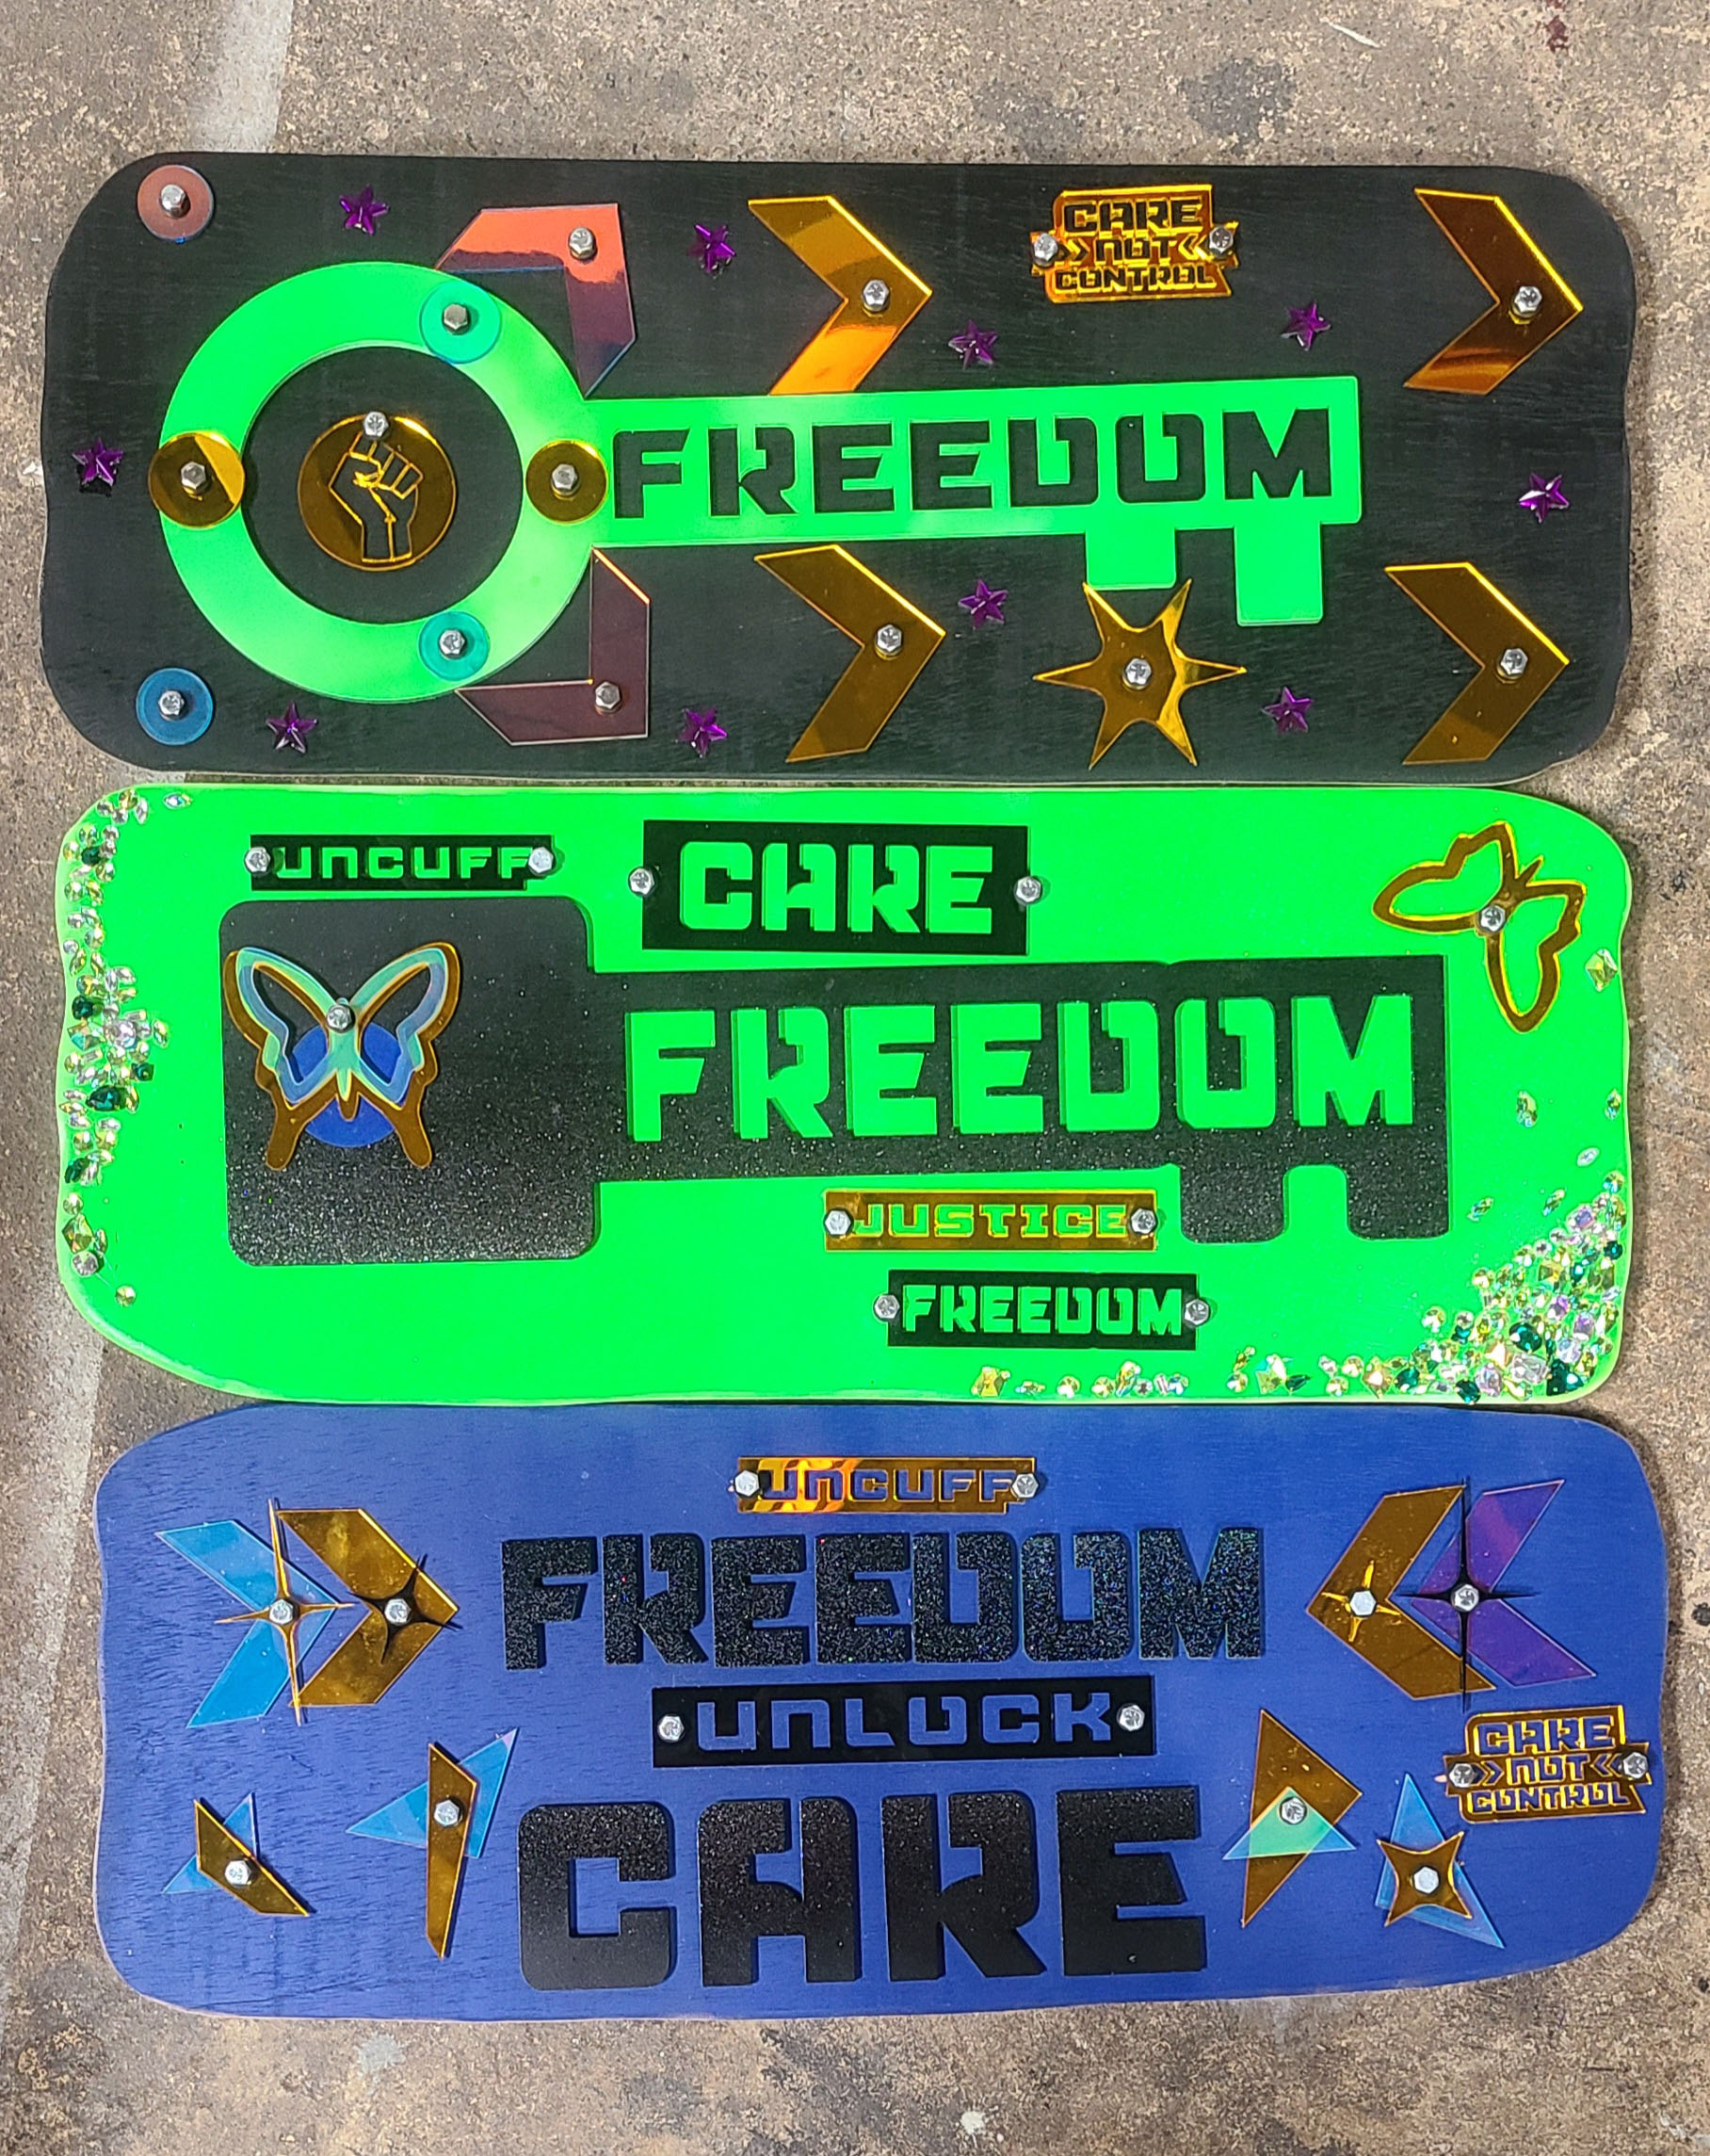 CARE
NOT
CONTROL
FREEDOM
UNCUFF
CARE
FREEDOM
JUSTICE
FREEDOM
UNCUFF
FREEDOM
UNLOCK
CARE
NOT
CONTROL
CARE